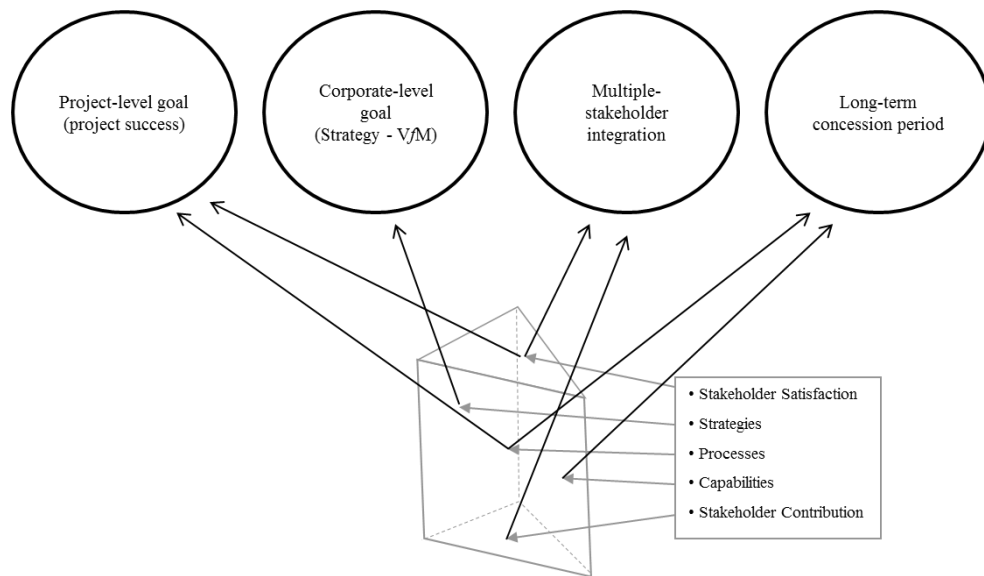 Project-level goal
(project success)
Corporate-level
goal
(Strategy - VfM)
Multiple-
stakeholder
integration
Long-term
concession period
• Stakeholder Satisfaction
• Strategies
• Processes
• Capabilities
• Stakeholder Contribution